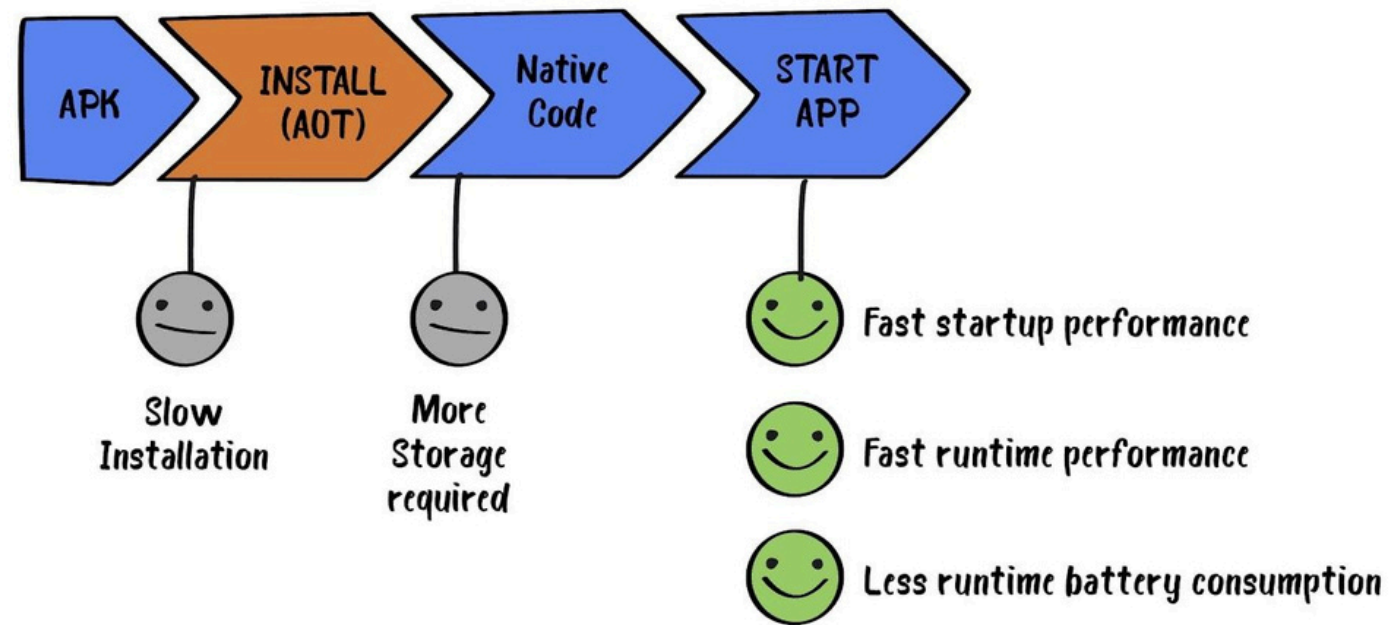 APK
INSTALL
(AOT)
Native
Code
START
APP
Slow
Installation
More
Storage
required
Fast startup performance
Fast runtime performance
Less runtime battery consumption